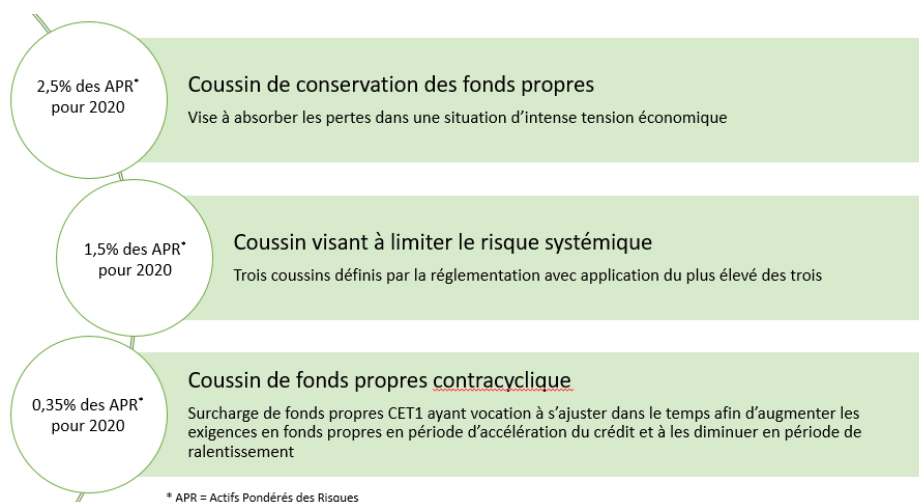 2,5% des APR*
pour 2020
Coussin de conservation des fonds propres
Vise à absorber les pertes dans une situation d'intense tension économique
1,5% des APR*
pour 2020
Coussin visant à limiter le risque systémique
Trois coussins définis par la réglementation avec application du plus élevé des trois
0,35% des APR*
pour 2020
Coussin de fonds propres contracyclique
Surcharge de fonds propres CET1 ayant vocation à s'ajuster dans le temps afin d'augmenter les
exigences en fonds propres en période d'accélération du crédit et à les diminuer en période de
ralentissement
* APR = Actifs Pondérés des Risques